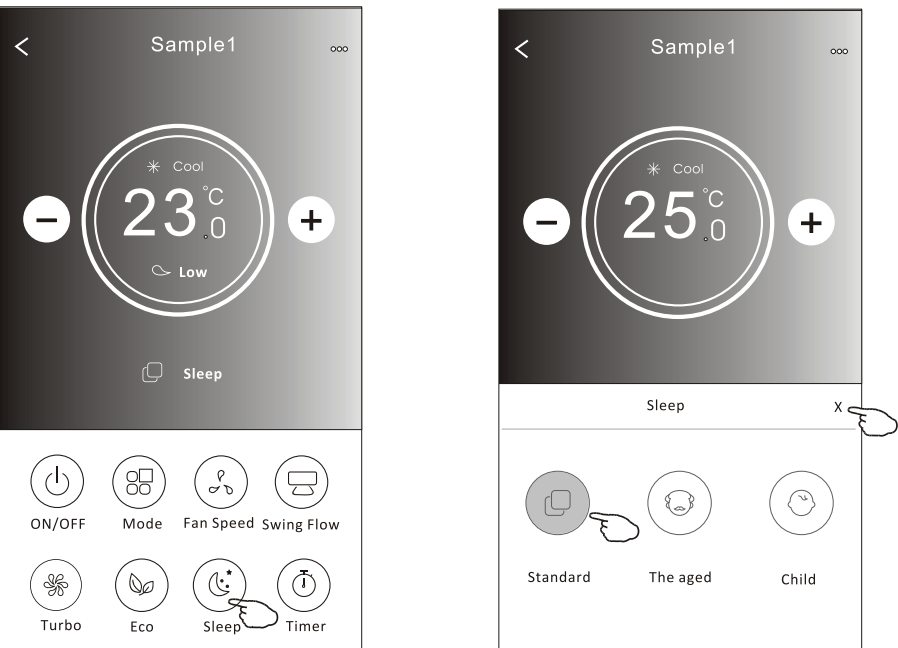 Sample1
Cool
23.0°C
Low
Sleep
ON/OFF
Mode
Fan Speed
Swing Flow
Turbo
Eco
Sleep
Timer
Sample1
Cool
25.0°C
Sleep
X
Standard
The aged
Child